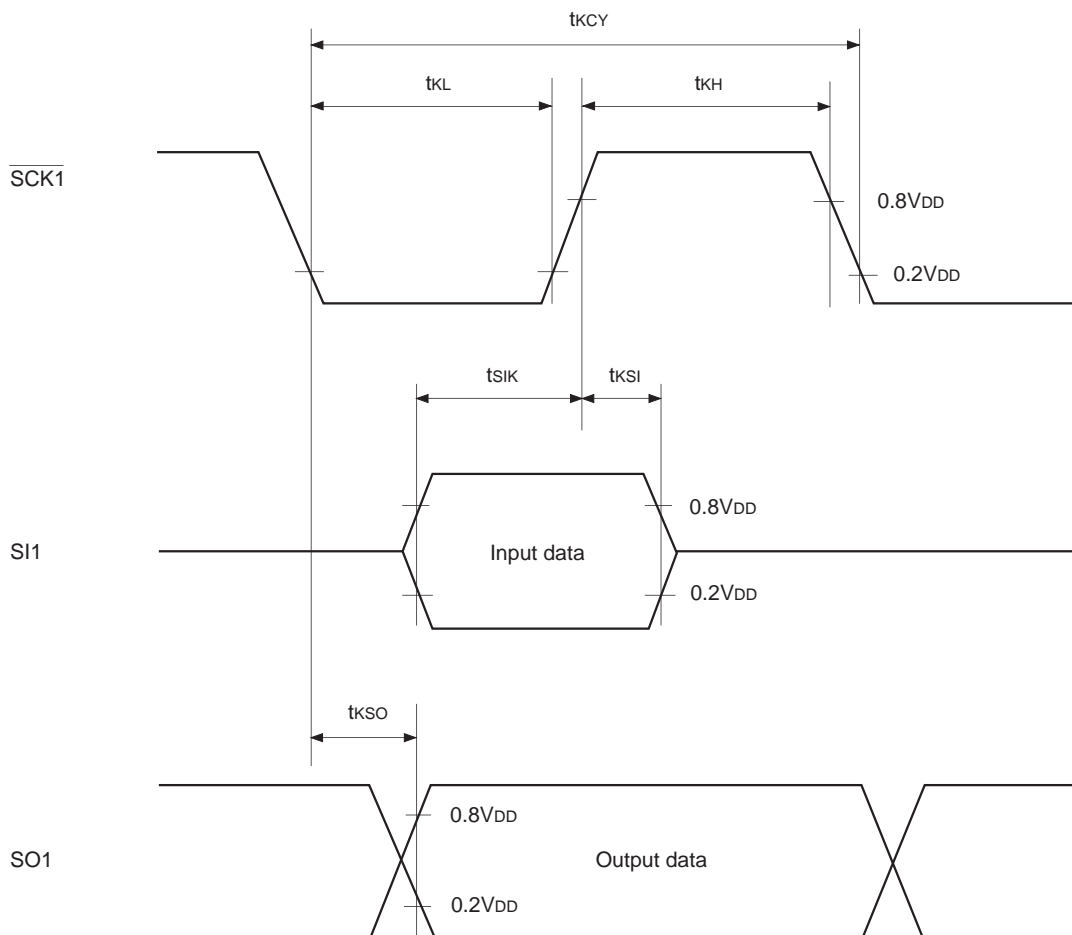 tKCY
tKL
tKH
SCK1
0.8VDD
0.2VDD
tSIK
tKSI
SI1
0.8VDD
Input data
0.2VDD
tKSO
0.8VDD
SO1
Output data
0.2VDD